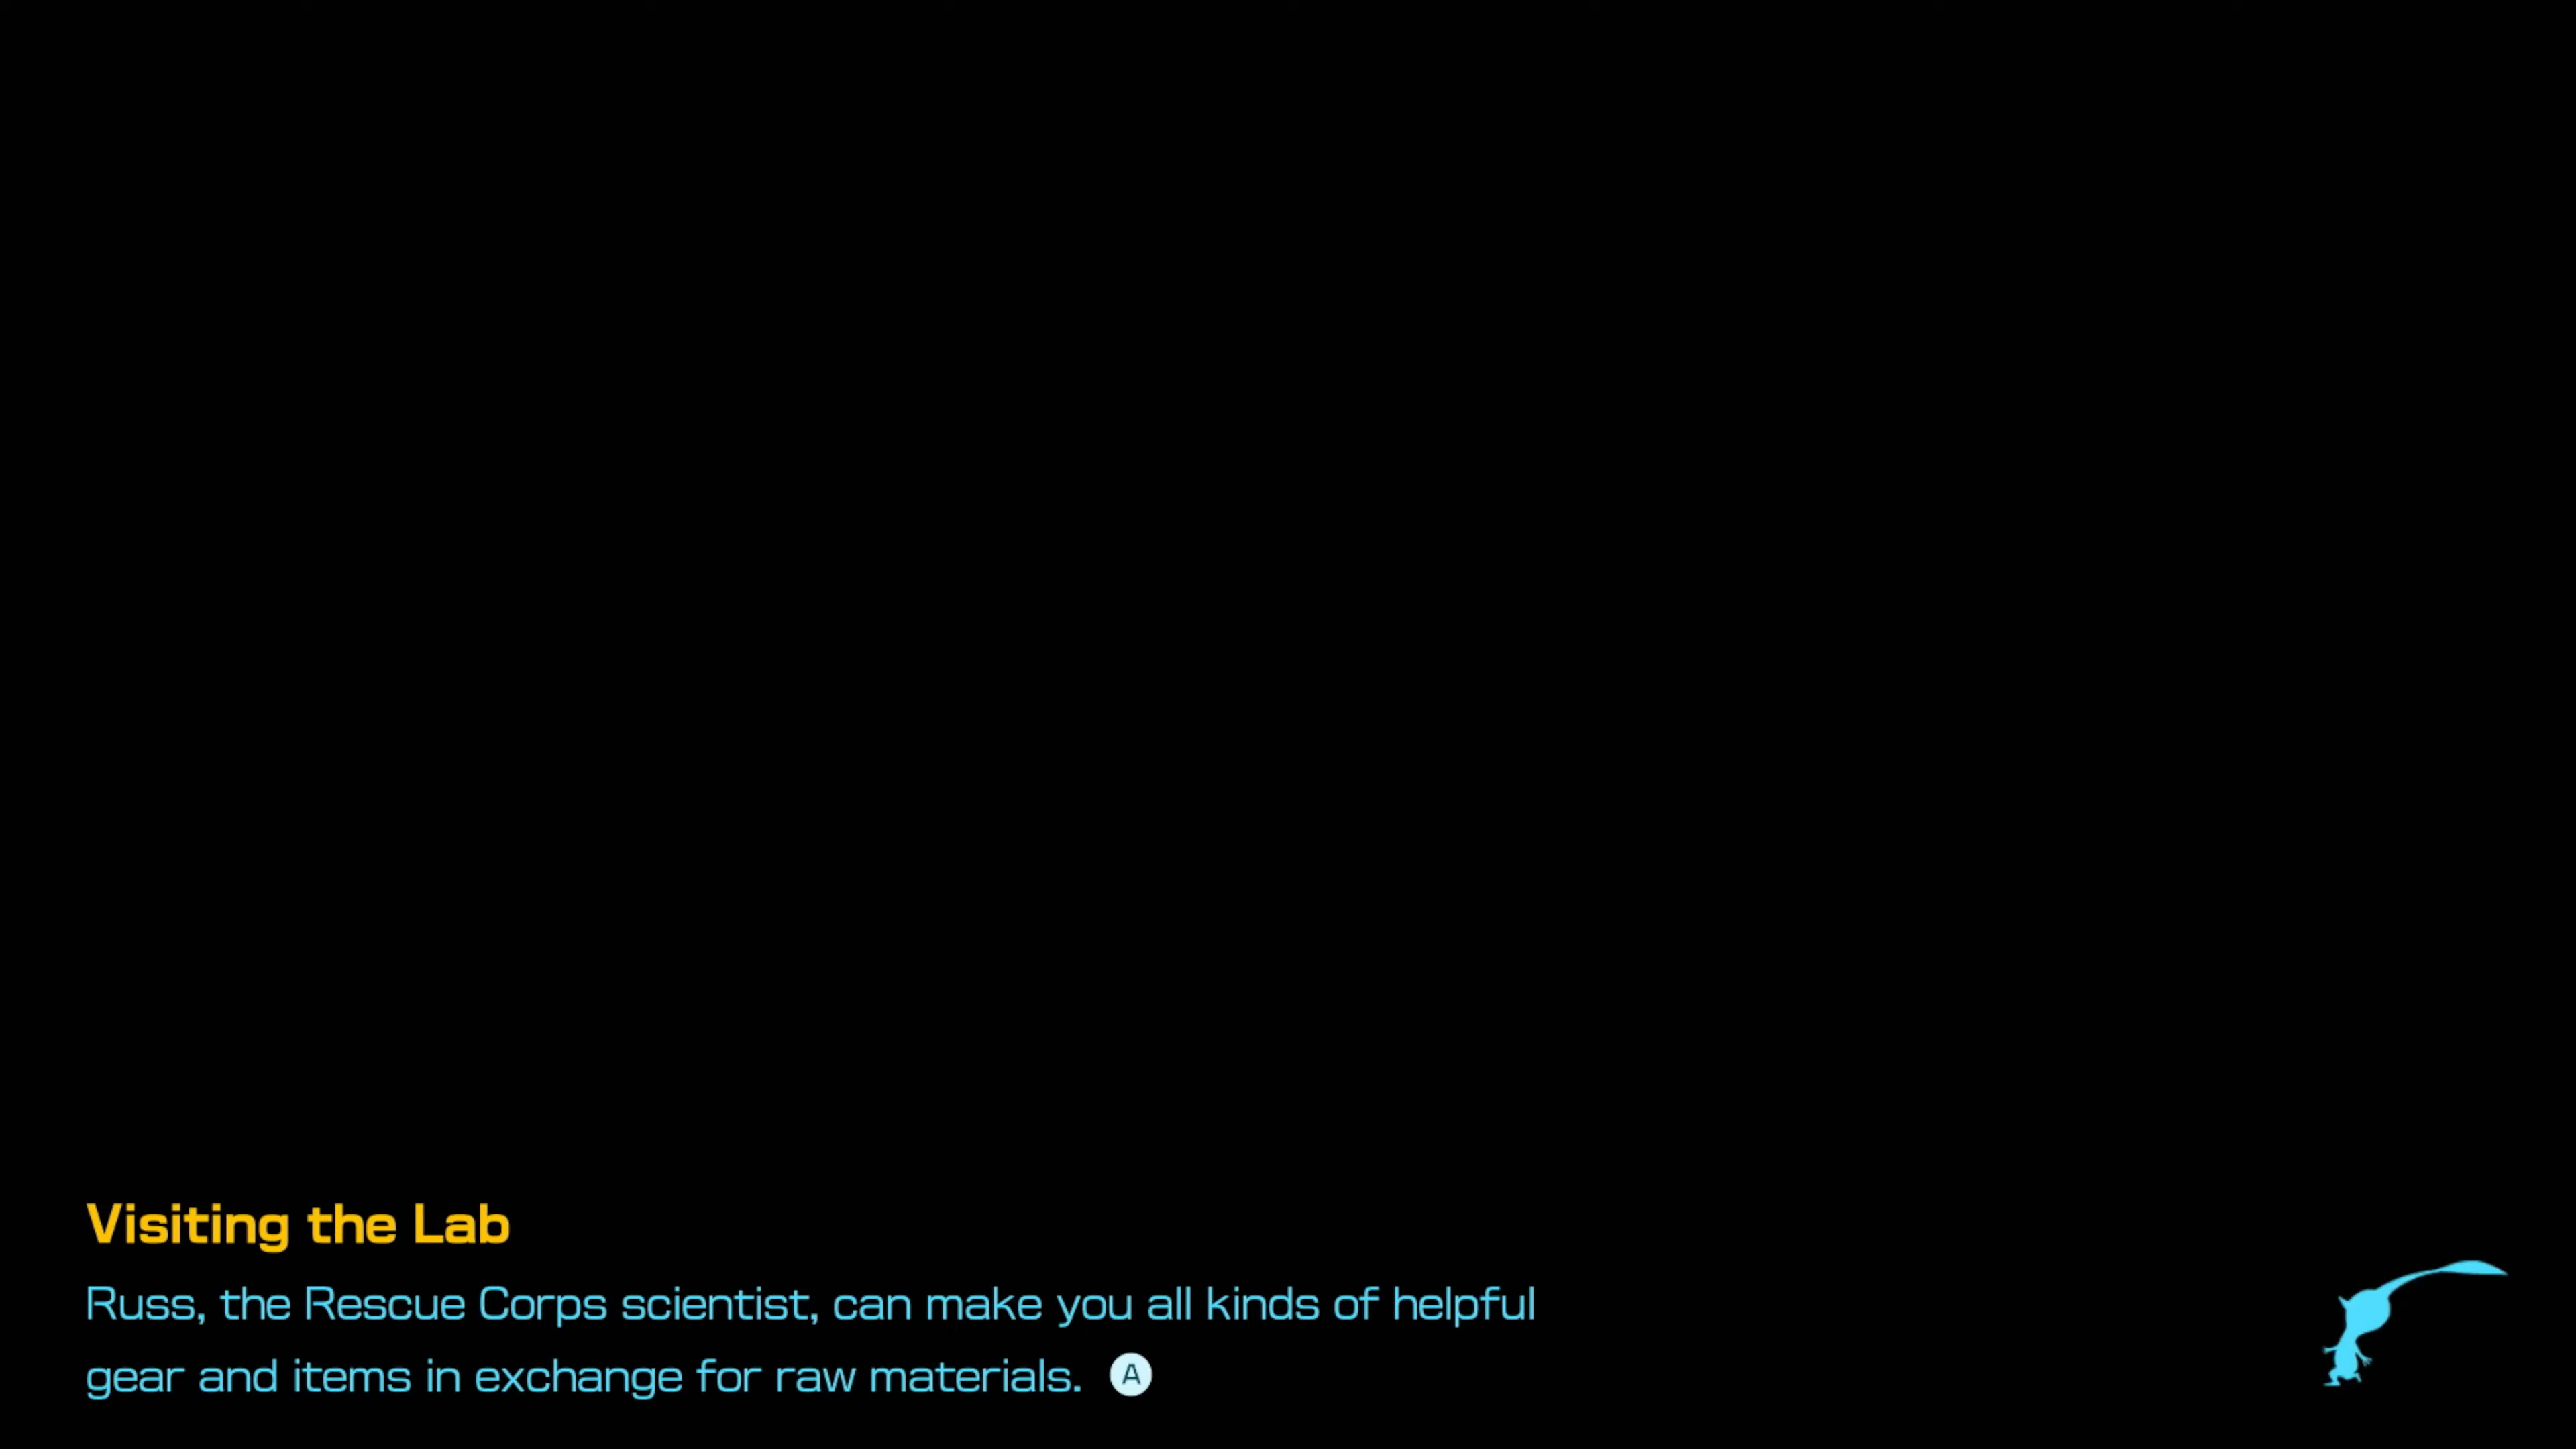 Visiting the Lab
Russ, the Rescue Corps scientist, can make you all kinds of helpful
gear and items in exchange for raw materials. A